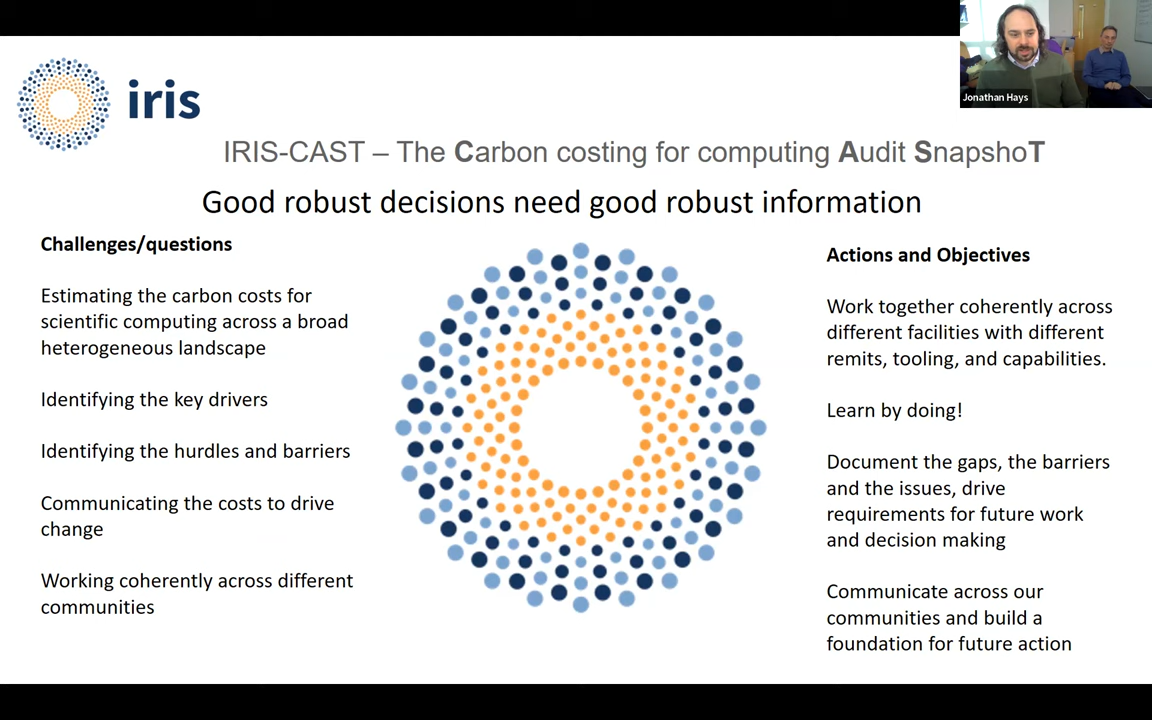 Jonathan Hays
iris
IRIS-CAST – The Carbon costing for computing Audit SnapshoT
Good robust decisions need good robust information
Challenges/questions
Estimating the carbon costs for
scientific computing across a broad
heterogeneous landscape
Identifying the key drivers
Identifying the hurdles and barriers
Communicating the costs to drive
change
Working coherently across different
communities
Actions and Objectives
Work together coherently across
different facilities with different
remits, tooling, and capabilities.
Learn by doing!
Document the gaps, the barriers
and the issues, drive
requirements for future work
and decision making
Communicate across our
communities and build a
foundation for future action